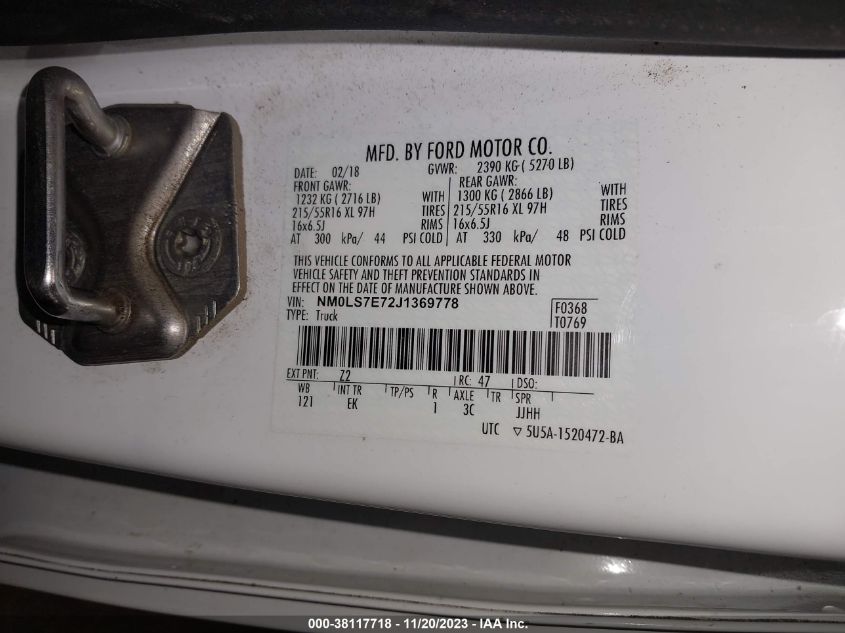 MFD. BY FORD MOTOR CO.
DATE: 02/18 GVWR: 2390 KG ( 5270 LB)
FRONT GAWR: REAR GAWR:
1232 KG ( 2716 LB) WITH 1300 KG ( 2866 LB) WITH
215/55R16 XL 97H TIRES 215/55R16 XL 97H TIRES
16x6.5J RIMS 16x6.5J RIMS
AT 300 kPa/ 44 PSI COLD AT 330 kPa/ 48 PSI COLD
THIS VEHICLE CONFORMS TO ALL APPLICABLE FEDERAL MOTOR
VEHICLE SAFETY AND THEFT PREVENTION STANDARDS IN
EFFECT ON THE DATE OF MANUFACTURE SHOWN ABOVE.
VIN: NM0LS7E72J1369778 F0368
TYPE: Truck T0769
EXT PNT: Z2 RC: 47 DSO:
WB INT TR TP/PS R AXLE TR SPR
121 EK 1 3C JJHH
UTC ▽ 5U5A-1520472-BA
000-38117718 - 11/20/2023 - IAA Inc.